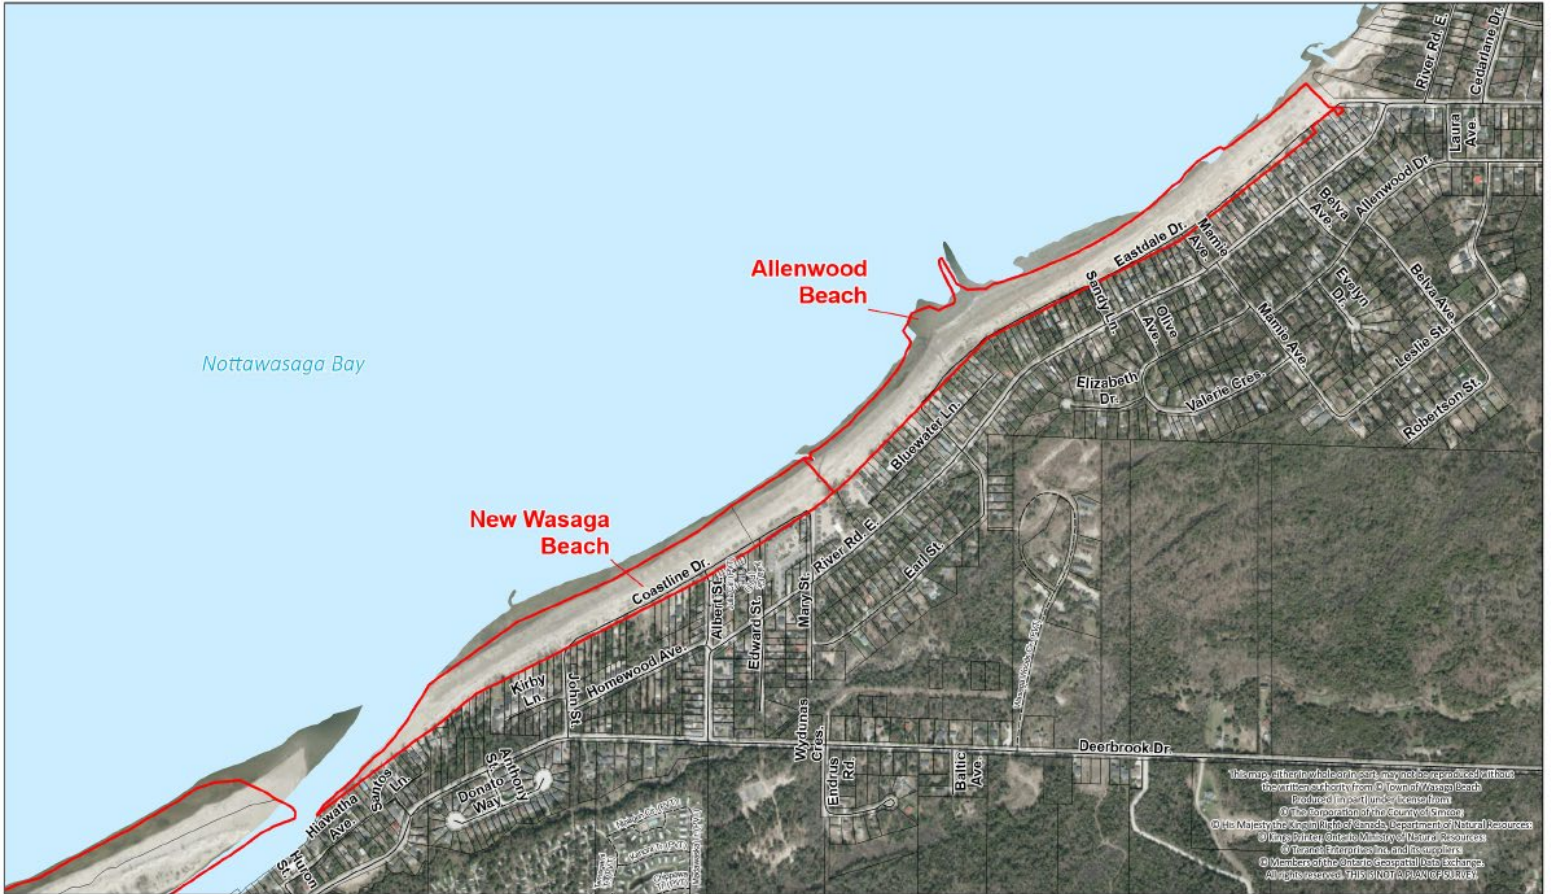 River Rd. E.
Cedarlane Dr.
Laura
Ave.
Allenwood Dr.
Belva
Ave.
Mamie
Ave.
Eastdale Dr.
Allenwood
Beach
Sandy Ln.
Olive
Ave.
Evelyn
Dr.
Belva Ave.
Mamie Ave.
Leslie St.
Nottawasaga Bay
Elizabeth
Dr.
Valerie Cres.
Robertson St.
Bluewater Ln.
New Wasaga
Beach
River Rd. E.
Earl St.
Coastline Dr.
Albert St.
Edward St.
Mary St.
Homewood Ave.
Kirby
Ln.
John St.
Wydunas
Cres.
Deerbrook Dr.
Anthony
St.
Donato
Way
Santos
Ln.
Hiawatha
Ave.
Huron
St.
Endrus
Rd.
Baltic
Ave.
This map, either in whole or in part, may not be reproduced without
the written authority from © Town of Wasaga Beach
Produced (in part) under license from:
© The Corporation of the County of Simcoe;
© His Majesty the King in Right of Canada, Department of Natural Resources:
© Kings Printer, Ontario Ministry of Natural Resources:
© Teranet Enterprises Inc. and its suppliers:
© Members of the Ontario Geospatial Data Exchange.
All rights reserved. THIS IS NOT A PLAN OF SURVEY.